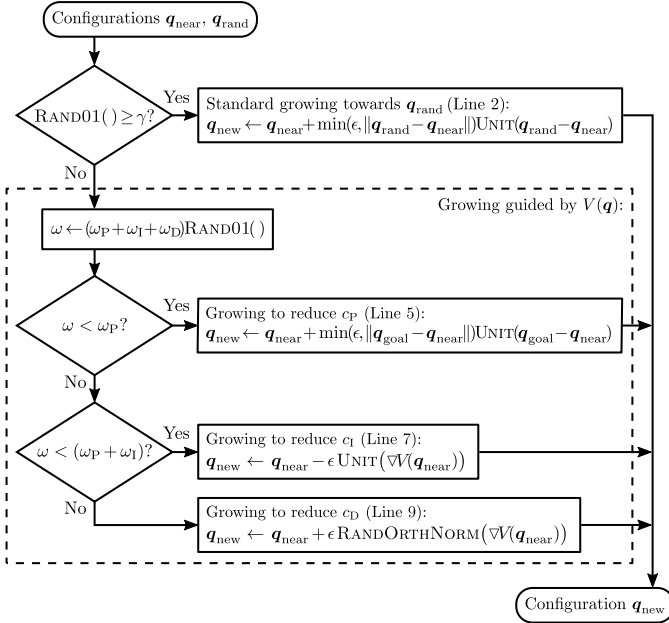 Configurations q_near, q_rand
RAND01( ) ≥ γ?
Yes
Standard growing towards q_rand (Line 2):
q_new ← q_near + min(ϵ, ‖q_rand − q_near‖)UNIT(q_rand − q_near)
No
Growing guided by V(q):
ω ← (ω_P + ω_I + ω_D)RAND01( )
ω < ω_P?
Yes
Growing to reduce c_P (Line 5):
q_new ← q_near + min(ϵ, ‖q_goal − q_near‖)UNIT(q_goal − q_near)
No
ω < (ω_P + ω_I)?
Yes
Growing to reduce c_I (Line 7):
q_new ← q_near − ϵ UNIT(∇V(q_near))
No
Growing to reduce c_D (Line 9):
q_new ← q_near + ϵ RANDORTHNORM(∇V(q_near))
Configuration q_new